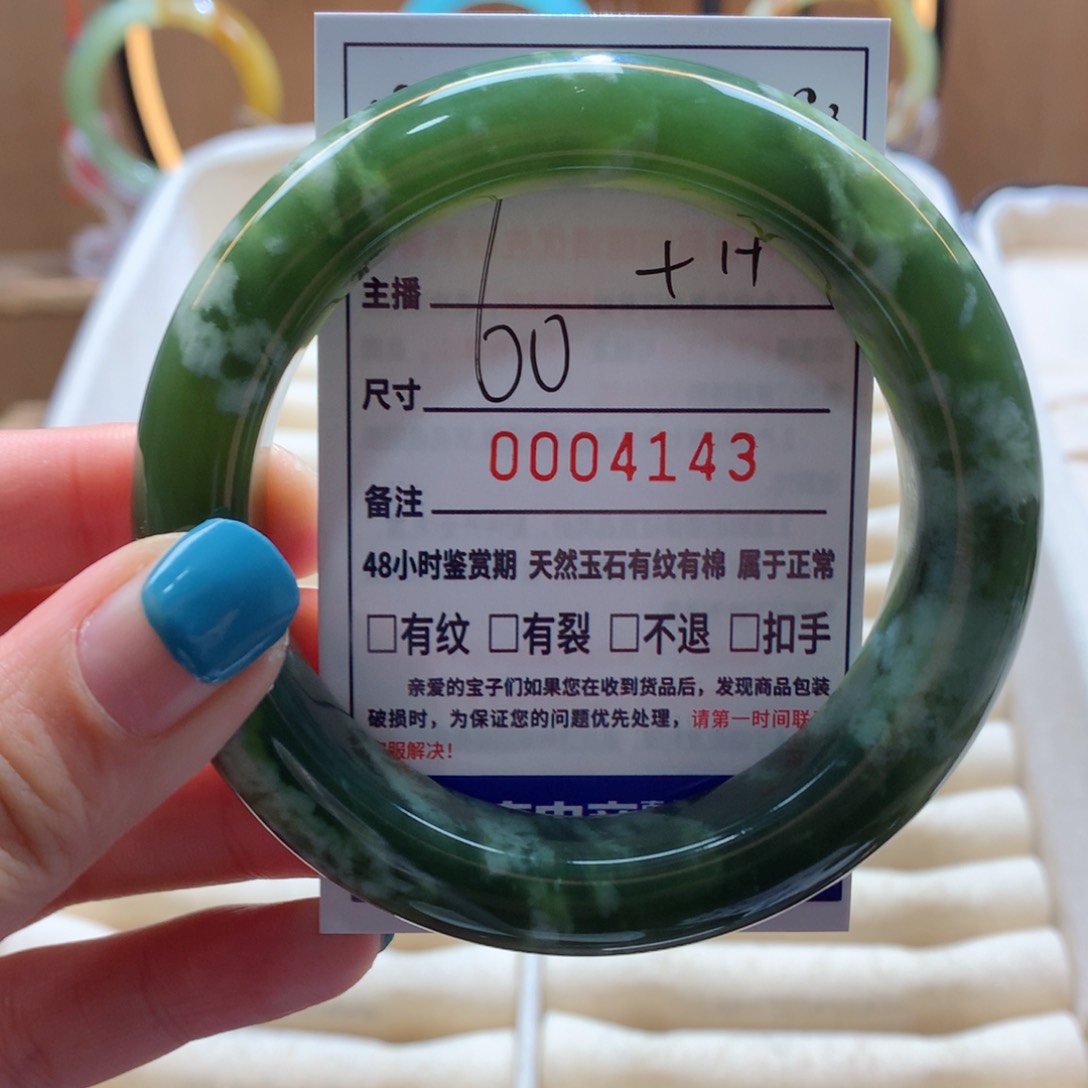 主播
尺寸 60
0004143
备注
48小时鉴赏期 天然玉石有纹有棉 属于正常
□有纹 □有裂 □不退 □扣手
亲爱的宝子们如果您在收到货品后，发现商品包装
破损时，为保证您的问题优先处理，请第一时间联
服解决！